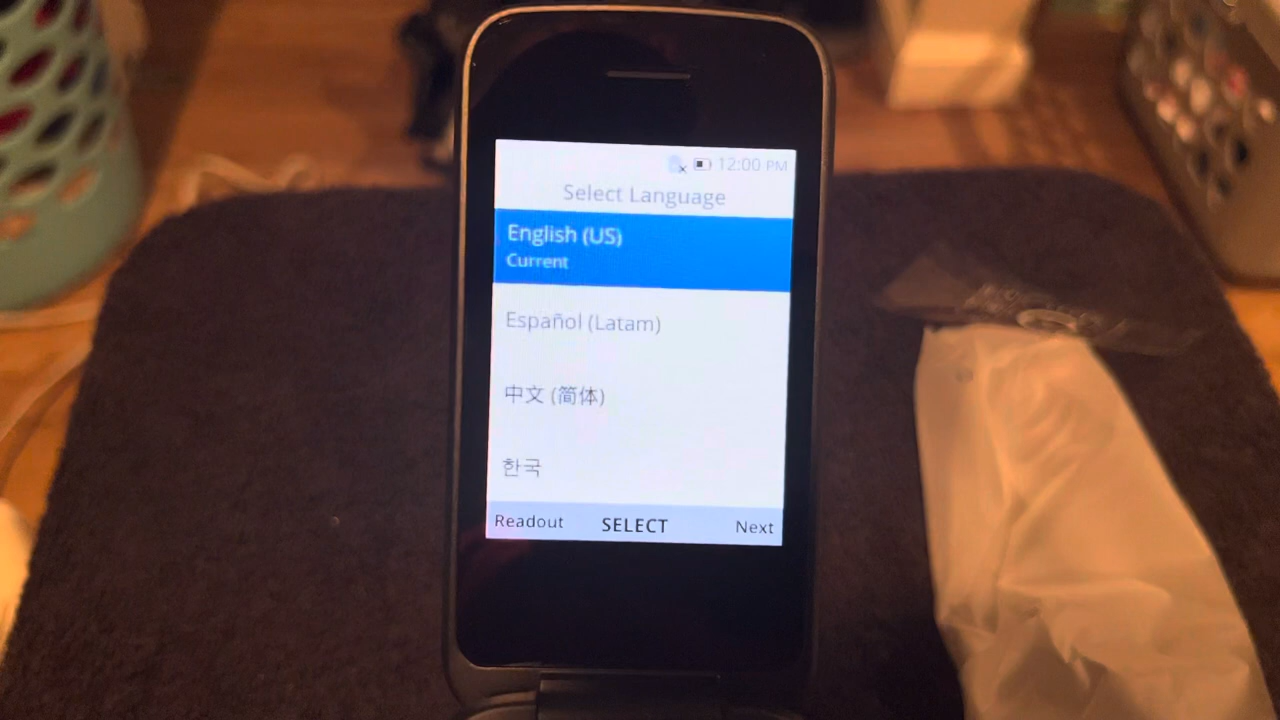 12:00 PM
Select Language
English (US)
Current
Español (Latam)
中文 (简体)
한국
Readout SELECT Next